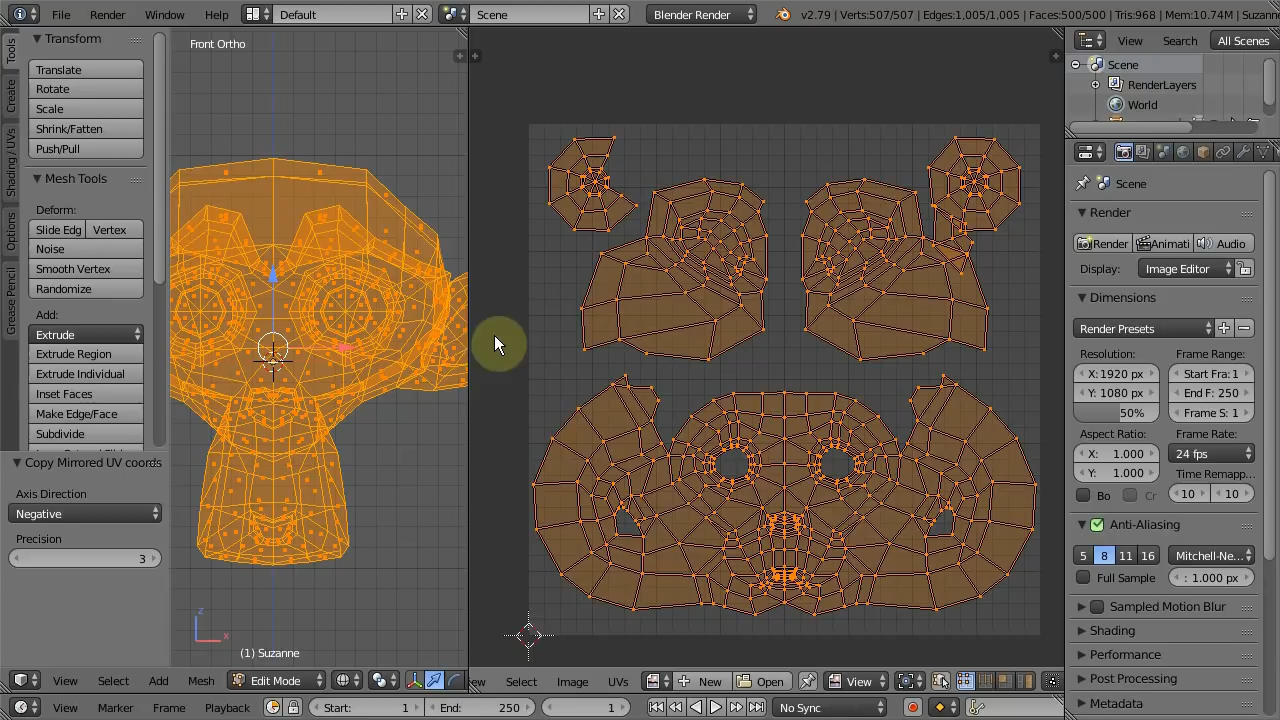 File Render Window Help Default Scene Blender Render v2.79 | Verts:507/507 | Edges:1,005/1,005 | Faces:500/500 | Tris:968 | Mem:10.74M | Suzanne
Tools
Create
Shading / UVs
Options
Grease Pencil
Transform
Translate
Rotate
Scale
Shrink/Fatten
Push/Pull
Mesh Tools
Deform:
Slide Edg Vertex
Noise
Smooth Vertex
Randomize
Add:
Extrude
Extrude Region
Extrude Individual
Inset Faces
Make Edge/Face
Subdivide
Copy Mirrored UV coords
Axis Direction
Negative
Precision
3
Front Ortho
z
x
(1) Suzanne
View Select Add Mesh Edit Mode
ew Select Image UVs New Open View
View Search All Scenes
Scene
RenderLayers
World
Scene
Render
Render Animati Audio
Display: Image Editor
Dimensions
Render Presets
Resolution: Frame Range:
X: 1920 px Start Fra: 1
Y: 1080 px End F: 250
50% Frame S: 1
Aspect Ratio: Frame Rate:
X: 1.000 24 fps
Y: 1.000 Time Remapp...
Bo Cr 10 10
Anti-Aliasing
5 8 11 16 Mitchell-Ne...
Full Sample : 1.000 px
Sampled Motion Blur
Shading
Performance
Post Processing
Metadata
View Marker Frame Playback Start: 1 End: 250 1 No Sync